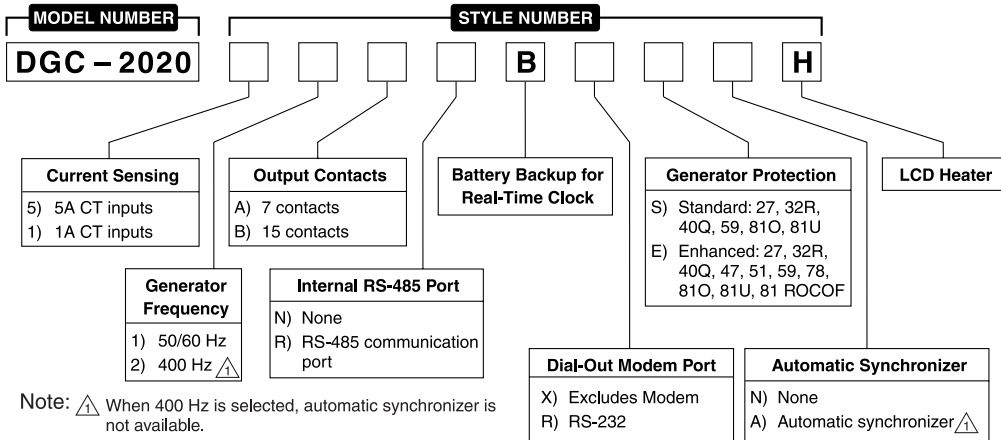 MODEL NUMBER
STYLE NUMBER
DGC – 2020
B
H
Current Sensing
5) 5A CT inputs
1) 1A CT inputs
Output Contacts
A) 7 contacts
B) 15 contacts
Battery Backup for
Real-Time Clock
Generator Protection
S) Standard: 27, 32R,
40Q, 59, 81O, 81U
E) Enhanced: 27, 32R,
40Q, 47, 51, 59, 78,
81O, 81U, 81 ROCOF
LCD Heater
Generator
Frequency
1) 50/60 Hz
2) 400 Hz 1
Internal RS-485 Port
N) None
R) RS-485 communication
port
Dial-Out Modem Port
X) Excludes Modem
R) RS-232
Automatic Synchronizer
N) None
A) Automatic synchronizer 1
Note: 1 When 400 Hz is selected, automatic synchronizer is
not available.